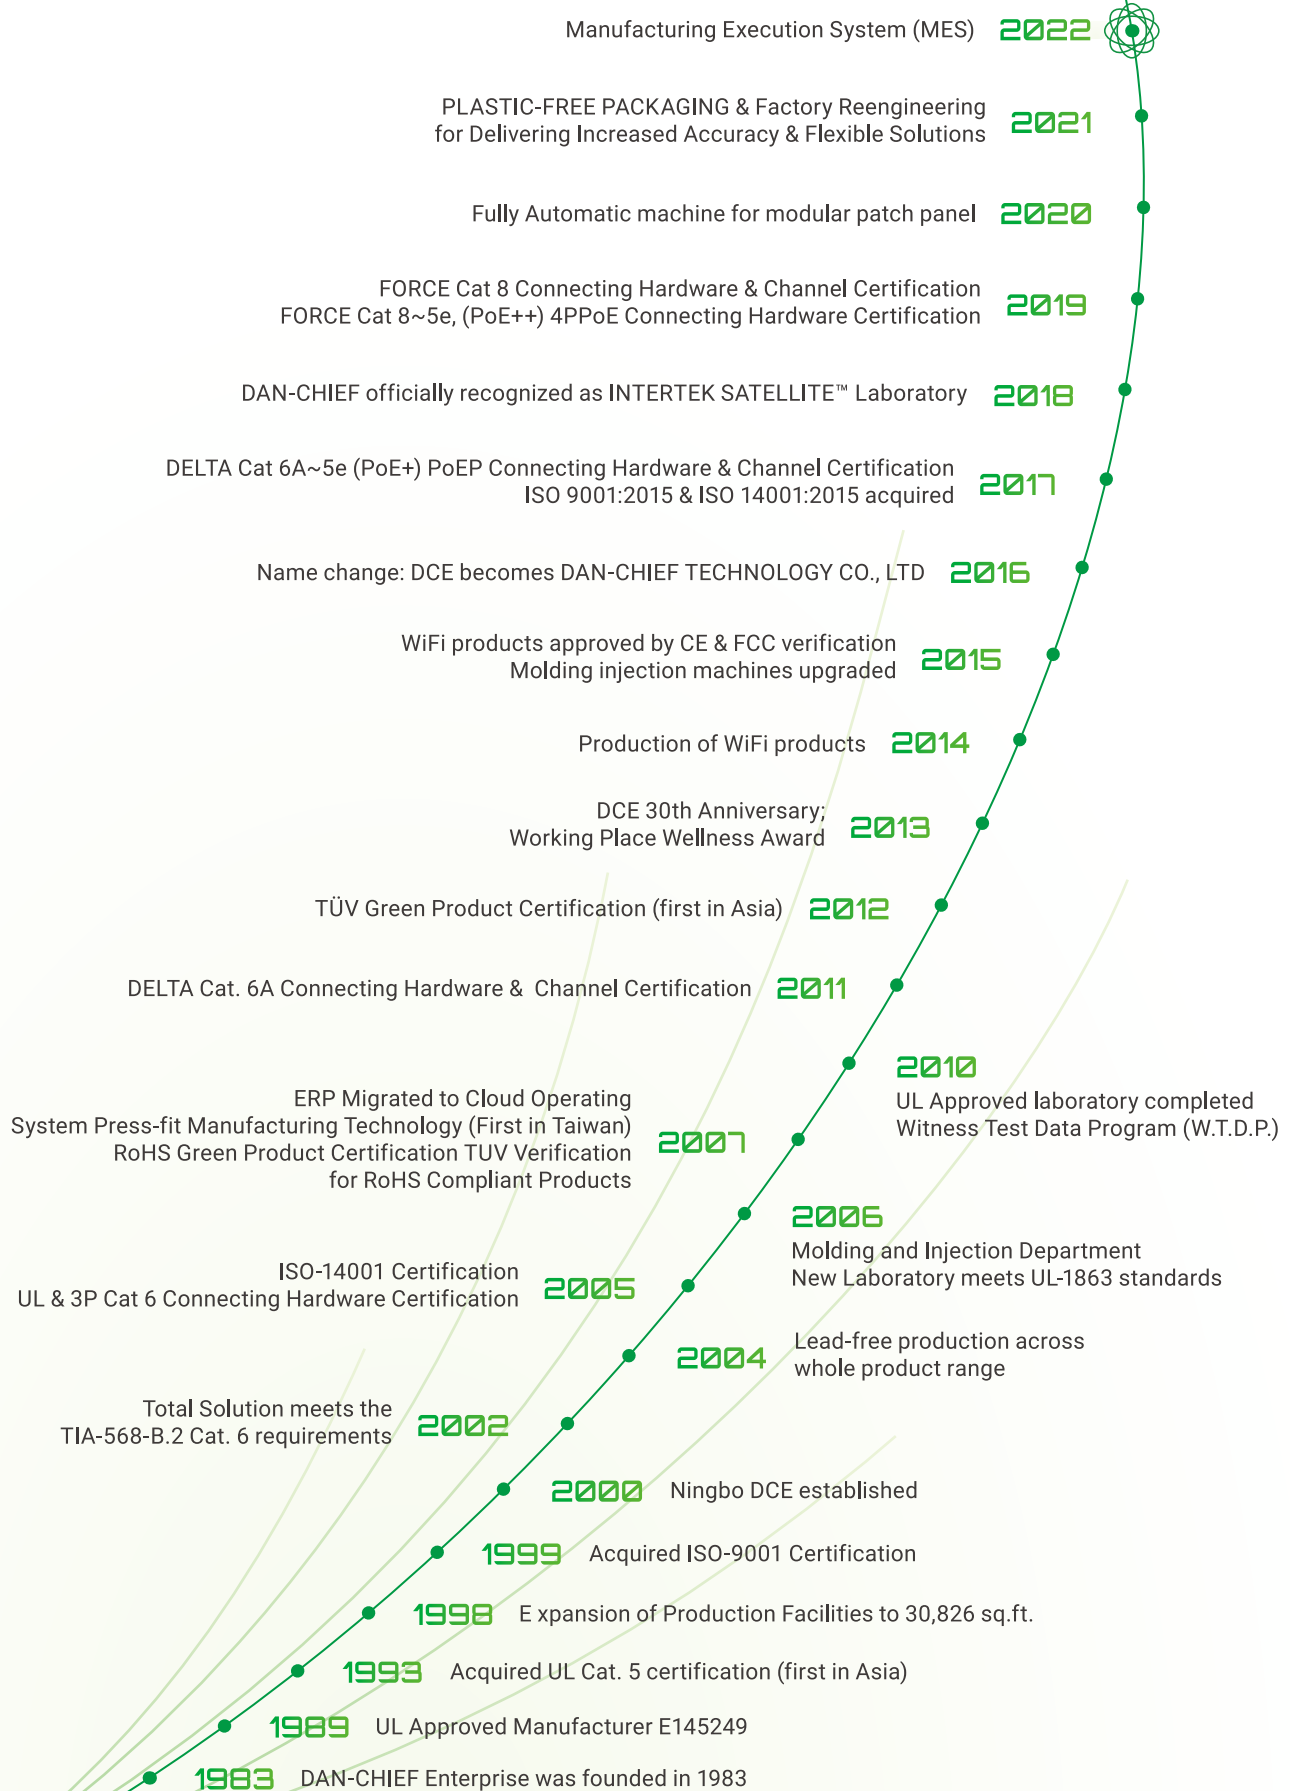 Manufacturing Execution System (MES) 2022
PLASTIC-FREE PACKAGING & Factory Reengineering
for Delivering Increased Accuracy & Flexible Solutions
2021
Fully Automatic machine for modular patch panel 2020
FORCE Cat 8 Connecting Hardware & Channel Certification
FORCE Cat 8~5e, (PoE++) 4PPoE Connecting Hardware Certification
2019
DAN-CHIEF officially recognized as INTERTEK SATELLITE™ Laboratory 2018
DELTA Cat 6A~5e (PoE+) PoEP Connecting Hardware & Channel Certification
ISO 9001:2015 & ISO 14001:2015 acquired
2017
Name change: DCE becomes DAN-CHIEF TECHNOLOGY CO., LTD 2016
WiFi products approved by CE & FCC verification
Molding injection machines upgraded
2015
Production of WiFi products 2014
DCE 30th Anniversary;
Working Place Wellness Award
2013
TÜV Green Product Certification (first in Asia) 2012
DELTA Cat. 6A Connecting Hardware & Channel Certification 2011
2010
UL Approved laboratory completed
Witness Test Data Program (W.T.D.P.)
ERP Migrated to Cloud Operating
System Press-fit Manufacturing Technology (First in Taiwan)
RoHS Green Product Certification TUV Verification
for RoHS Compliant Products
2007
2006
Molding and Injection Department
New Laboratory meets UL-1863 standards
ISO-14001 Certification
UL & 3P Cat 6 Connecting Hardware Certification
2005
2004
Lead-free production across
whole product range
Total Solution meets the
TIA-568-B.2 Cat. 6 requirements
2002
2000 Ningbo DCE established
1999 Acquired ISO-9001 Certification
1998 E xpansion of Production Facilities to 30,826 sq.ft.
1993 Acquired UL Cat. 5 certification (first in Asia)
1989 UL Approved Manufacturer E145249
1983 DAN-CHIEF Enterprise was founded in 1983